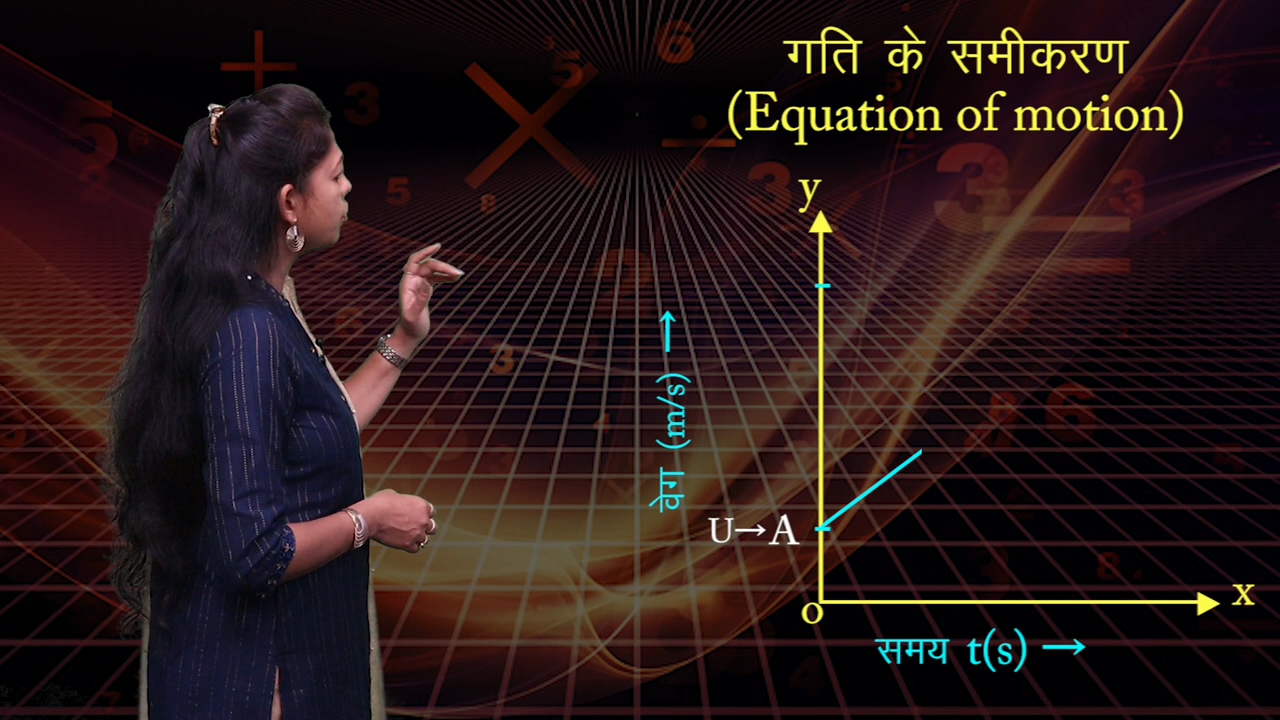 गति के समीकरण
(Equation of motion)
y
वेग (m/s) →
U→A
o
x
समय t(s) →